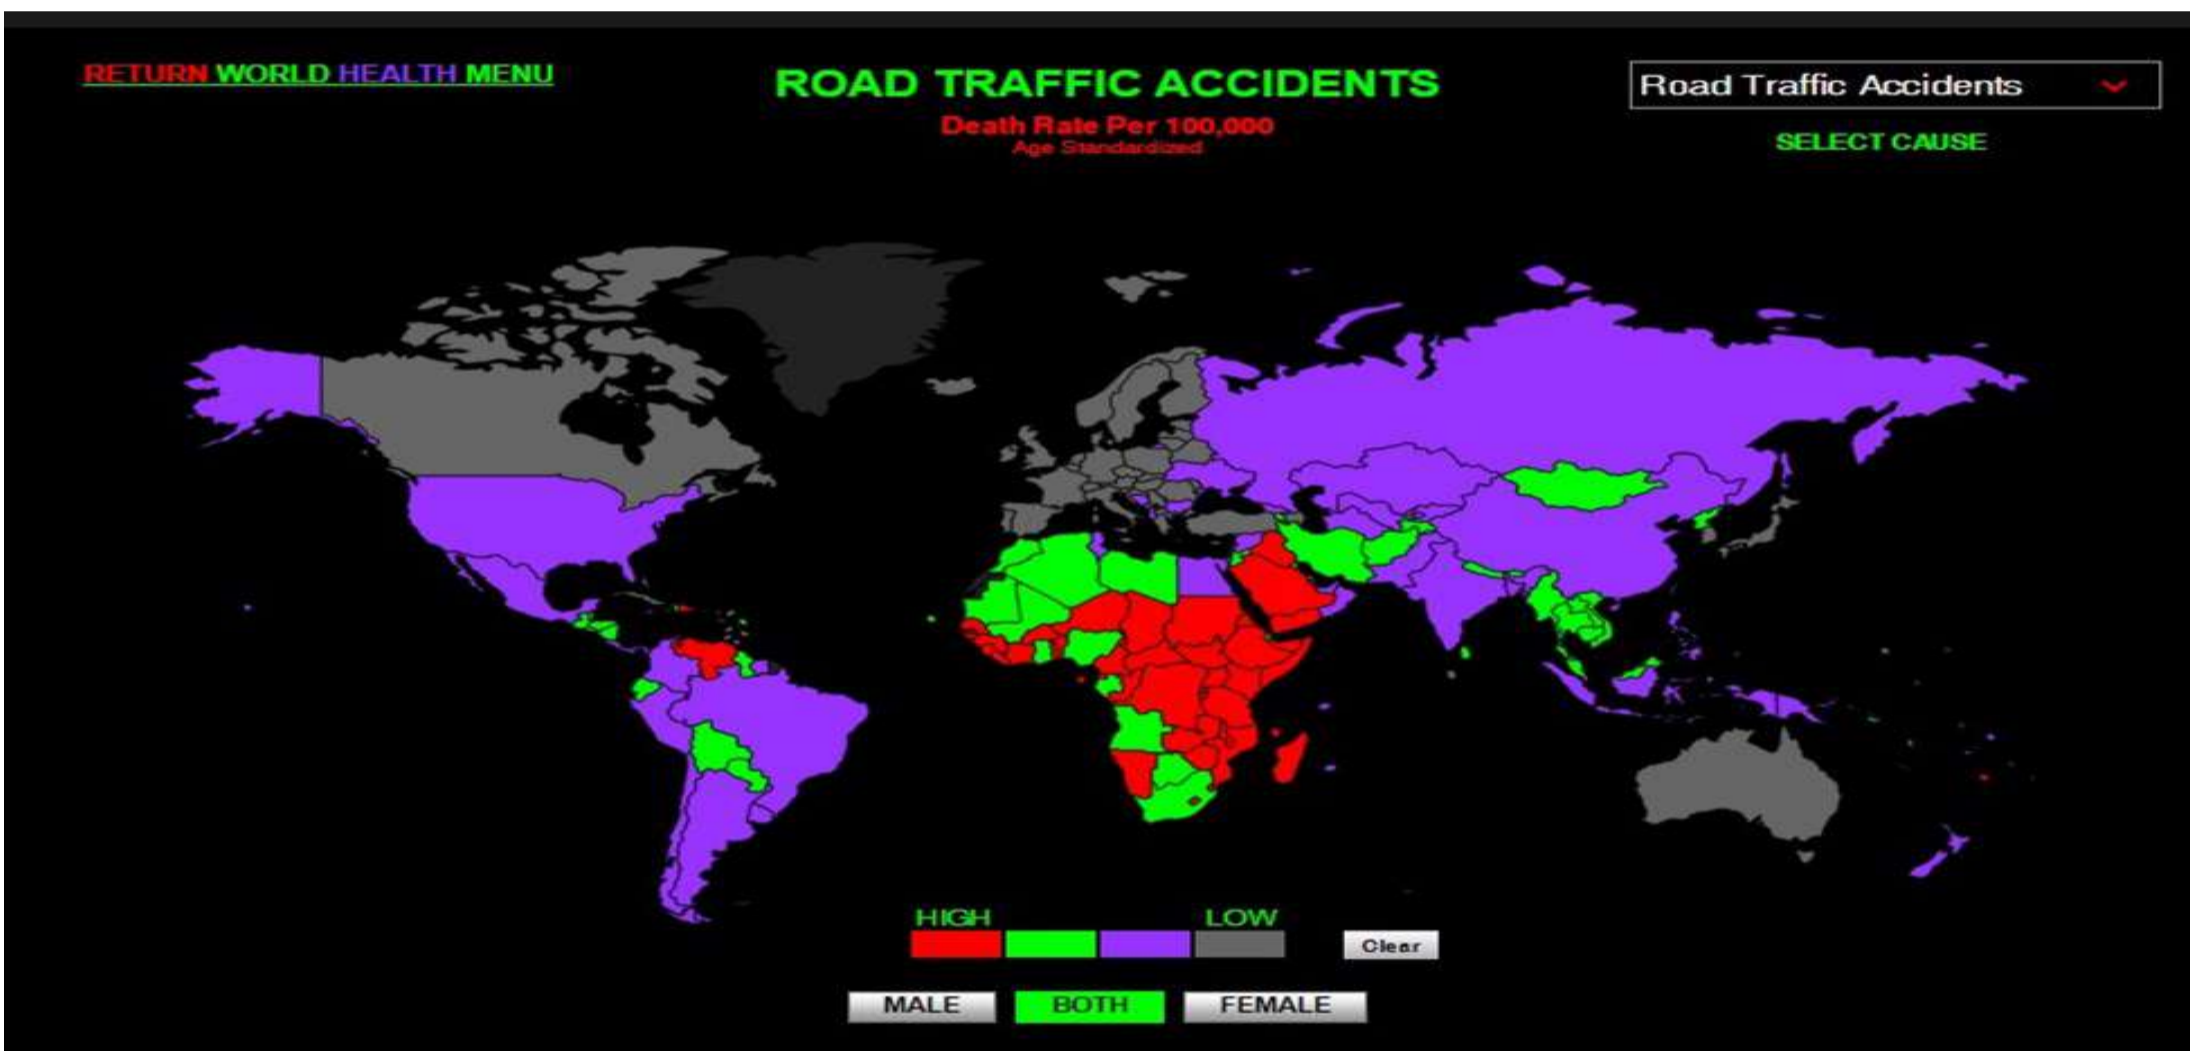 RETURN WORLD HEALTH MENU
ROAD TRAFFIC ACCIDENTS
Death Rate Per 100,000
Age Standardized
Road Traffic Accidents
SELECT CAUSE
HIGH LOW
Clear
MALE BOTH FEMALE